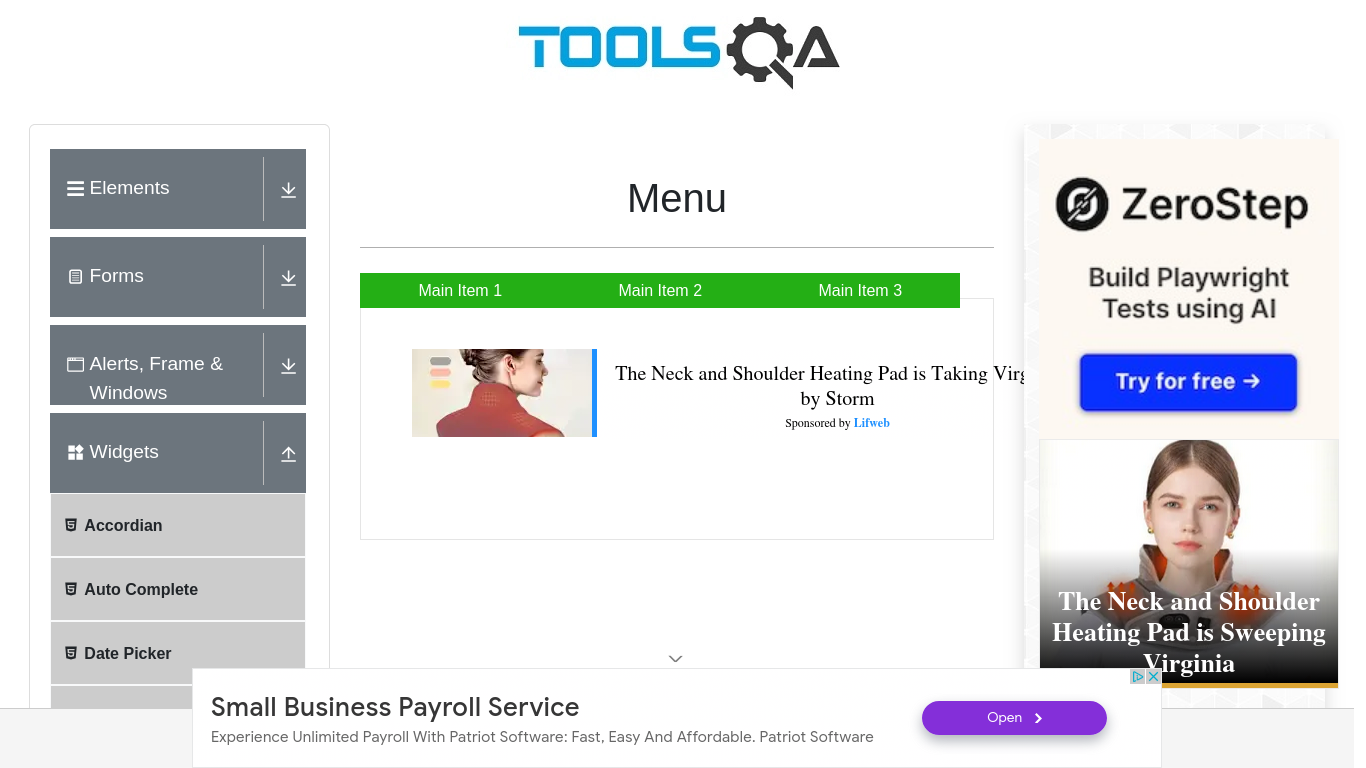 TOOLSQA
Elements
Forms
Alerts, Frame &
Windows
Widgets
Accordian
Auto Complete
Date Picker
Menu
Main Item 1
Main Item 2
Main Item 3
The Neck and Shoulder Heating Pad is Taking Virg
by Storm
Sponsored by Lifweb
ZeroStep
Build Playwright
Tests using AI
Try for free →
The Neck and Shoulder
Heating Pad is Sweeping
Virginia
Small Business Payroll Service
Experience Unlimited Payroll With Patriot Software: Fast, Easy And Affordable. Patriot Software
Open